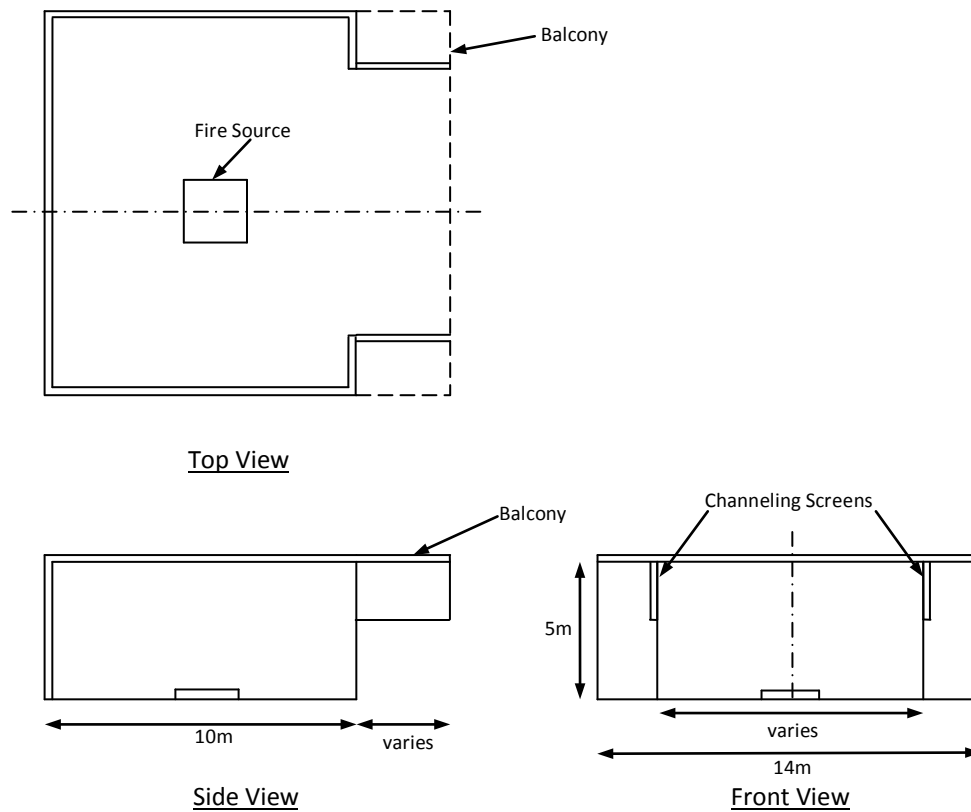 Balcony
Fire Source
Top View
Balcony
Channeling Screens
5m
10m
varies
varies
14m
Side View
Front View